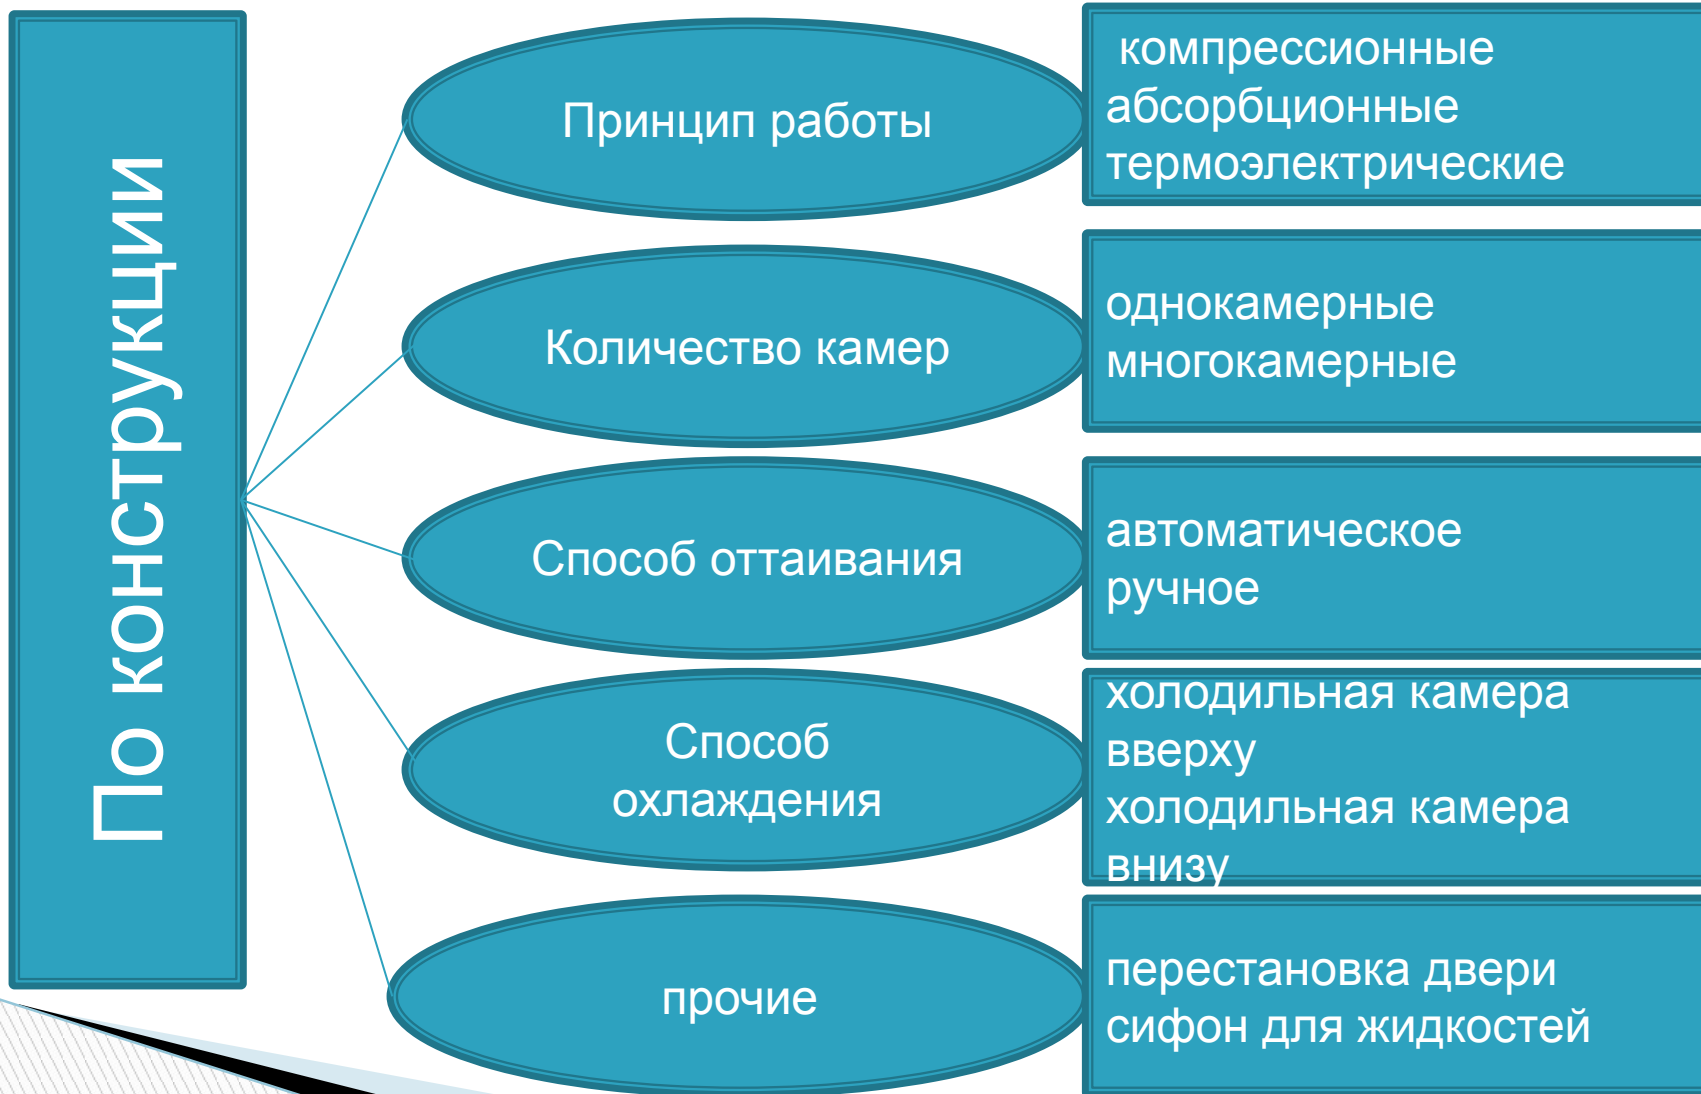 По конструкции
Принцип работы
компрессионные
абсорбционные
термоэлектрические
Количество камер
однокамерные
многокамерные
Способ оттаивания
автоматическое
ручное
Способ
охлаждения
холодильная камера
вверху
холодильная камера
внизу
прочие
перестановка двери
сифон для жидкостей